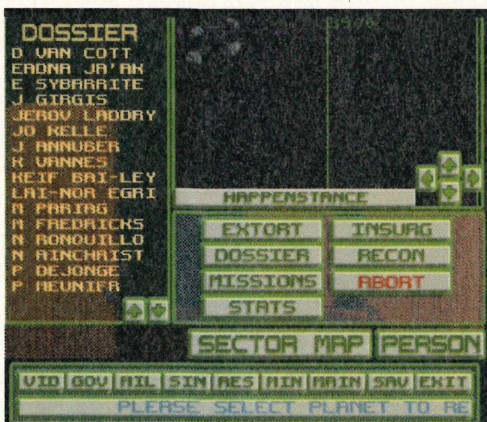 DOSSIER
D VAN COTT
EADNA JA'AK
E SYBARRITE
J GIRGIS
JEROV LADDRY
JO KELLE
J ANNUBER
K VANNES
KEIF BAI-LEY
LAI-NOR EGRI
M PARIAG
M FREDRICKS
N RONQUILLO
N AINCHRIST
P DEJONGE
P MEUNIFR
HAPPENSTANCE
EXTORT INSURG
DOSSIER RECON
MISSIONS ABORT
STATS
SECTOR MAP PERSON
VID GOV MIL SIN RES MIN MAIN SAV EXIT
PLEASE SELECT PLANET TO RE